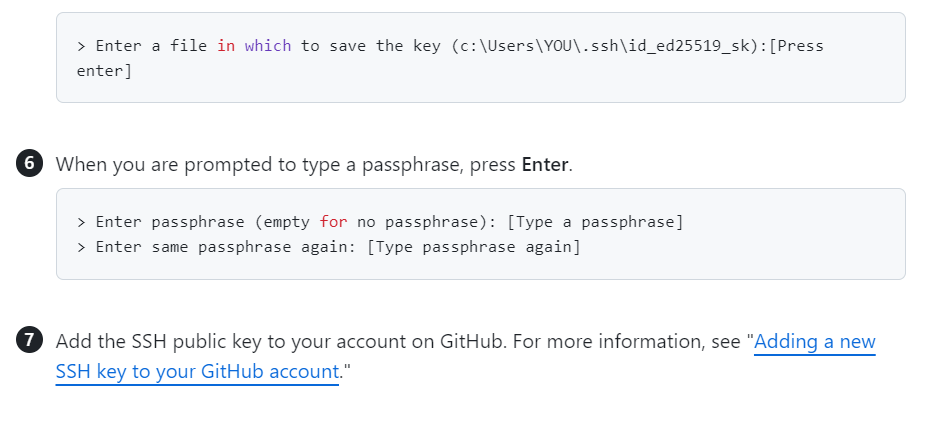 > Enter a file in which to save the key (c:\Users\YOU\.ssh\id_ed25519_sk):[Press
enter]
6 When you are prompted to type a passphrase, press Enter.
> Enter passphrase (empty for no passphrase): [Type a passphrase]
> Enter same passphrase again: [Type passphrase again]
7 Add the SSH public key to your account on GitHub. For more information, see "Adding a new
SSH key to your GitHub account."